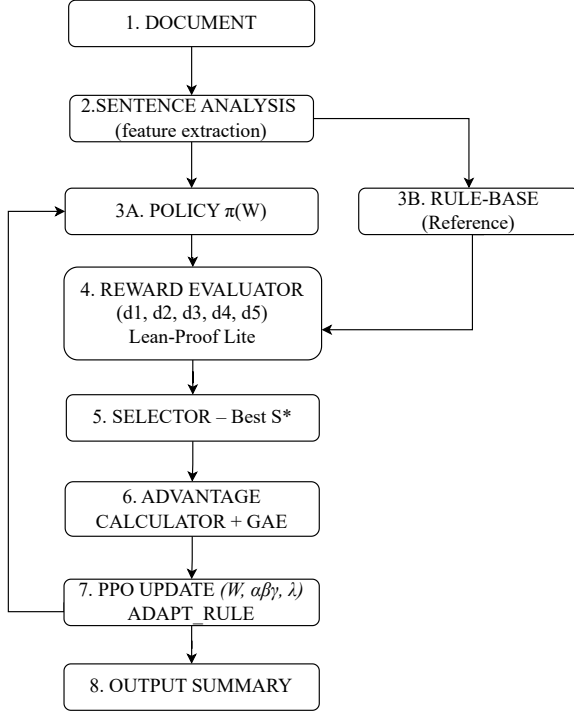 1. DOCUMENT
2.SENTENCE ANALYSIS
(feature extraction)
3A. POLICY π(W)
3B. RULE-BASE
(Reference)
4. REWARD EVALUATOR
(d1, d2, d3, d4, d5)
Lean-Proof Lite
5. SELECTOR – Best S*
6. ADVANTAGE
CALCULATOR + GAE
7. PPO UPDATE (W, αβγ, λ)
ADAPT_RULE
8. OUTPUT SUMMARY